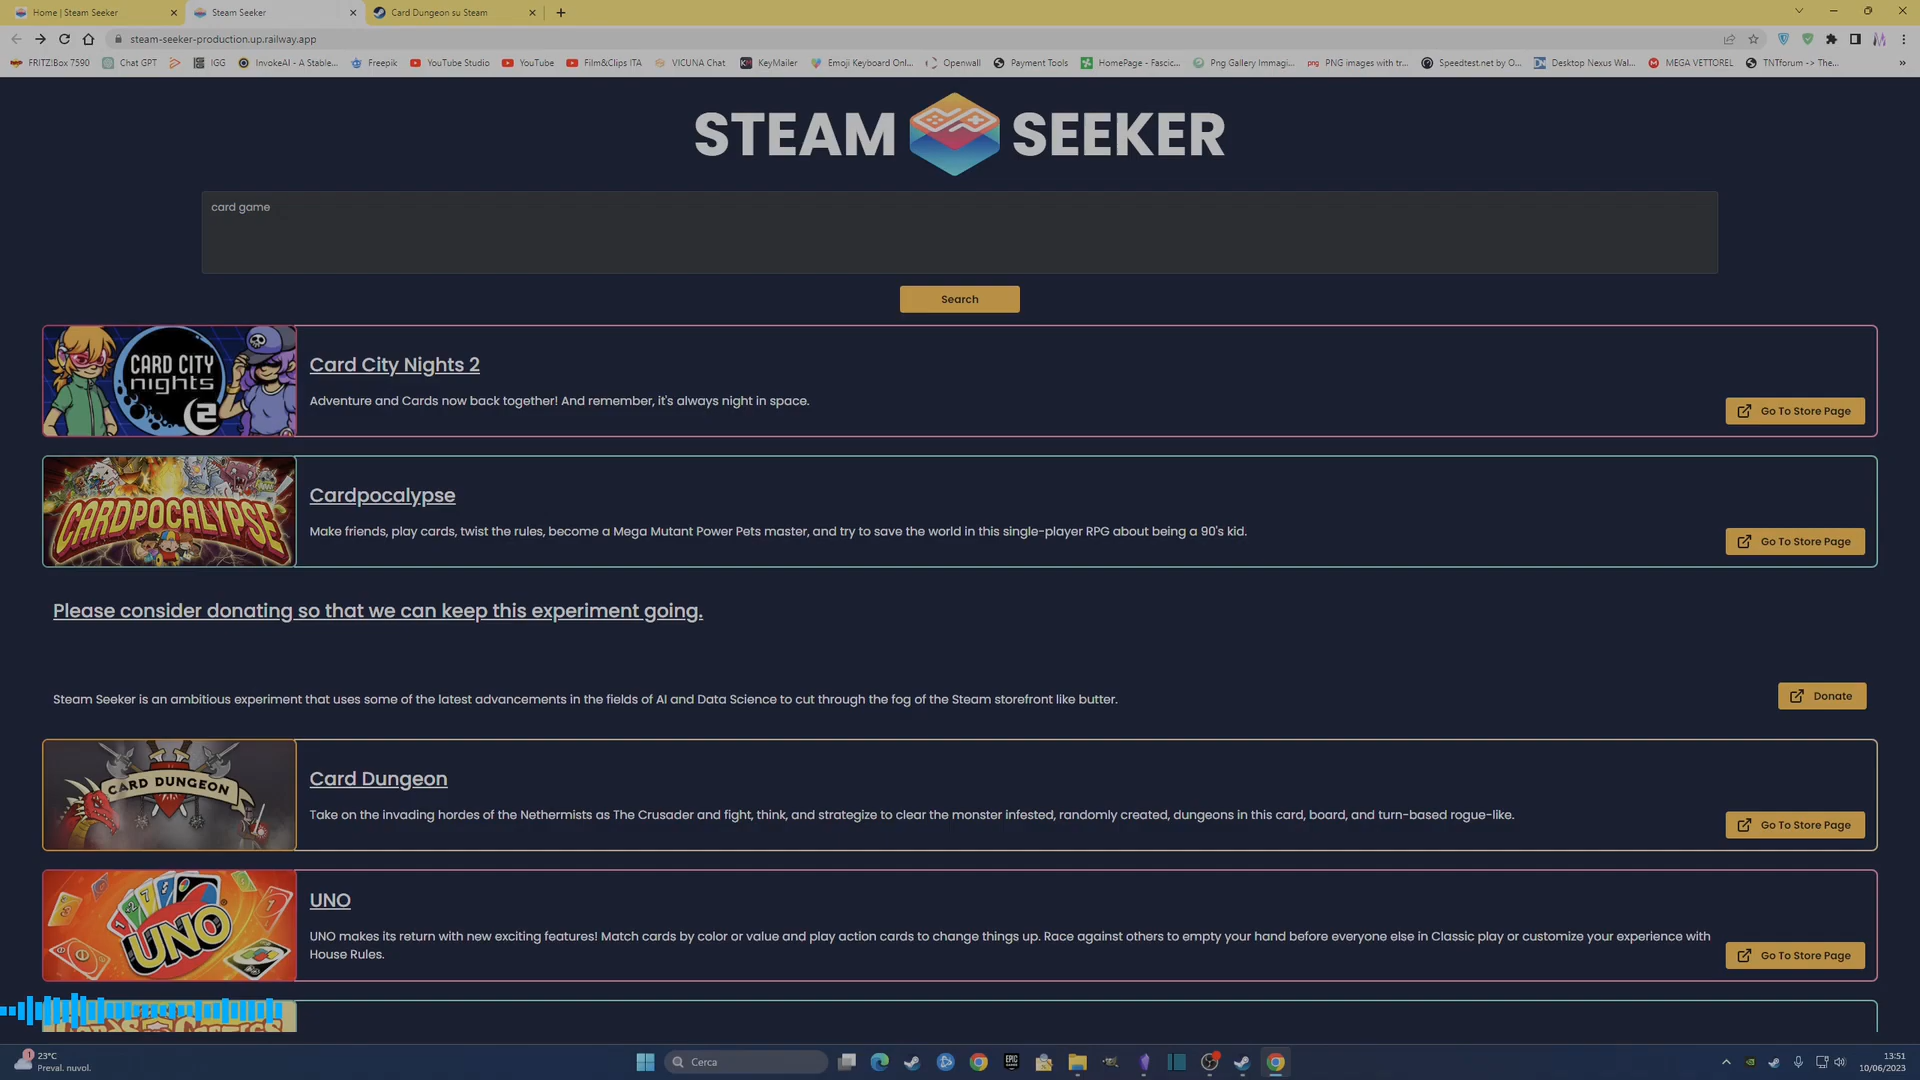 Home | Steam Seeker
Steam Seeker
Card Dungeon su Steam
steam-seeker-production.up.railway.app
FRITZ!Box 7590
Chat GPT
IGG
InvokeAI - A Stable...
Freepik
YouTube Studio
YouTube
Film&Clips ITA
VICUNA Chat
KeyMailer
Emoji Keyboard Onl...
Openwall
Payment Tools
HomePage - Fascic...
Png Gallery Immagi...
PNG images with tr...
Speedtest.net by O...
Desktop Nexus Wal...
MEGA VETTOREL
TNTforum -> The...
STEAM SEEKER
card game
Search
CARD CITY
nights
2
Card City Nights 2
Adventure and Cards now back together! And remember, it's always night in space.
Go To Store Page
CARDPOCALYPSE
Cardpocalypse
Make friends, play cards, twist the rules, become a Mega Mutant Power Pets master, and try to save the world in this single-player RPG about being a 90's kid.
Go To Store Page
Please consider donating so that we can keep this experiment going.
Steam Seeker is an ambitious experiment that uses some of the latest advancements in the fields of AI and Data Science to cut through the fog of the Steam storefront like butter.
Donate
CARD DUNGEON
Card Dungeon
Take on the invading hordes of the Nethermists as The Crusader and fight, think, and strategize to clear the monster infested, randomly created, dungeons in this card, board, and turn-based rogue-like.
Go To Store Page
UNO
UNO
UNO makes its return with new exciting features! Match cards by color or value and play action cards to change things up. Race against others to empty your hand before everyone else in Classic play or customize your experience with
House Rules.
Go To Store Page
23°C
Preval. nuvol.
Cerca
13:51
10/06/2023